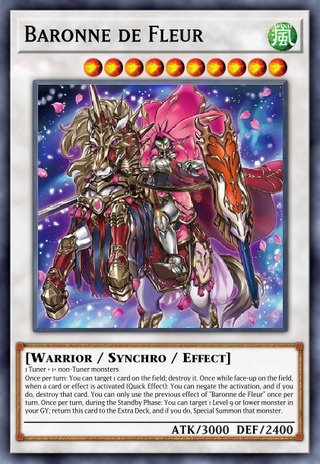 Baronne de Fleur
WIND
風
[Warrior / Synchro / Effect]
1 Tuner + 1+ non-Tuner monsters
Once per turn: You can target 1 card on the field; destroy it. Once while face-up on the field,
when a card or effect is activated (Quick Effect): You can negate the activation, and if you
do, destroy that card. You can only use the previous effect of "Baronne de Fleur" once per
turn. Once per turn, during the Standby Phase: You can target 1 Level 9 or lower monster in
your GY; return this card to the Extra Deck, and if you do, Special Summon that monster.
ATK/3000 DEF/2400